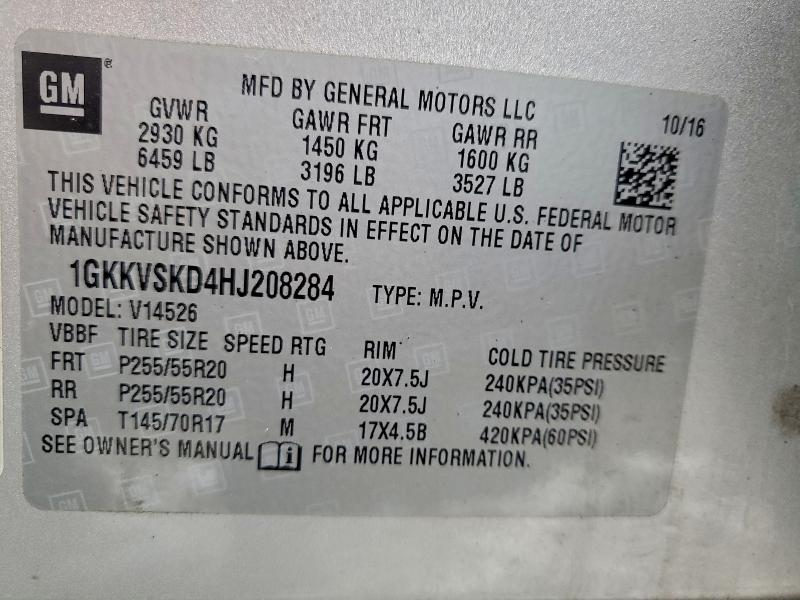 GM ®
MFD BY GENERAL MOTORS LLC
GVWR GAWR FRT GAWR RR 10/16
2930 KG 1450 KG 1600 KG
6459 LB 3196 LB 3527 LB
THIS VEHICLE CONFORMS TO ALL APPLICABLE U.S. FEDERAL MOTOR
VEHICLE SAFETY STANDARDS IN EFFECT ON THE DATE OF
MANUFACTURE SHOWN ABOVE.
1GKKVSKD4HJ208284 TYPE: M.P.V.
MODEL: V14526
VBBF TIRE SIZE SPEED RTG RIM COLD TIRE PRESSURE
FRT P255/55R20 H 20X7.5J 240KPA(35PSI)
RR P255/55R20 H 20X7.5J 240KPA(35PSI)
SPA T145/70R17 M 17X4.5B 420KPA(60PSI)
SEE OWNER'S MANUAL i FOR MORE INFORMATION.